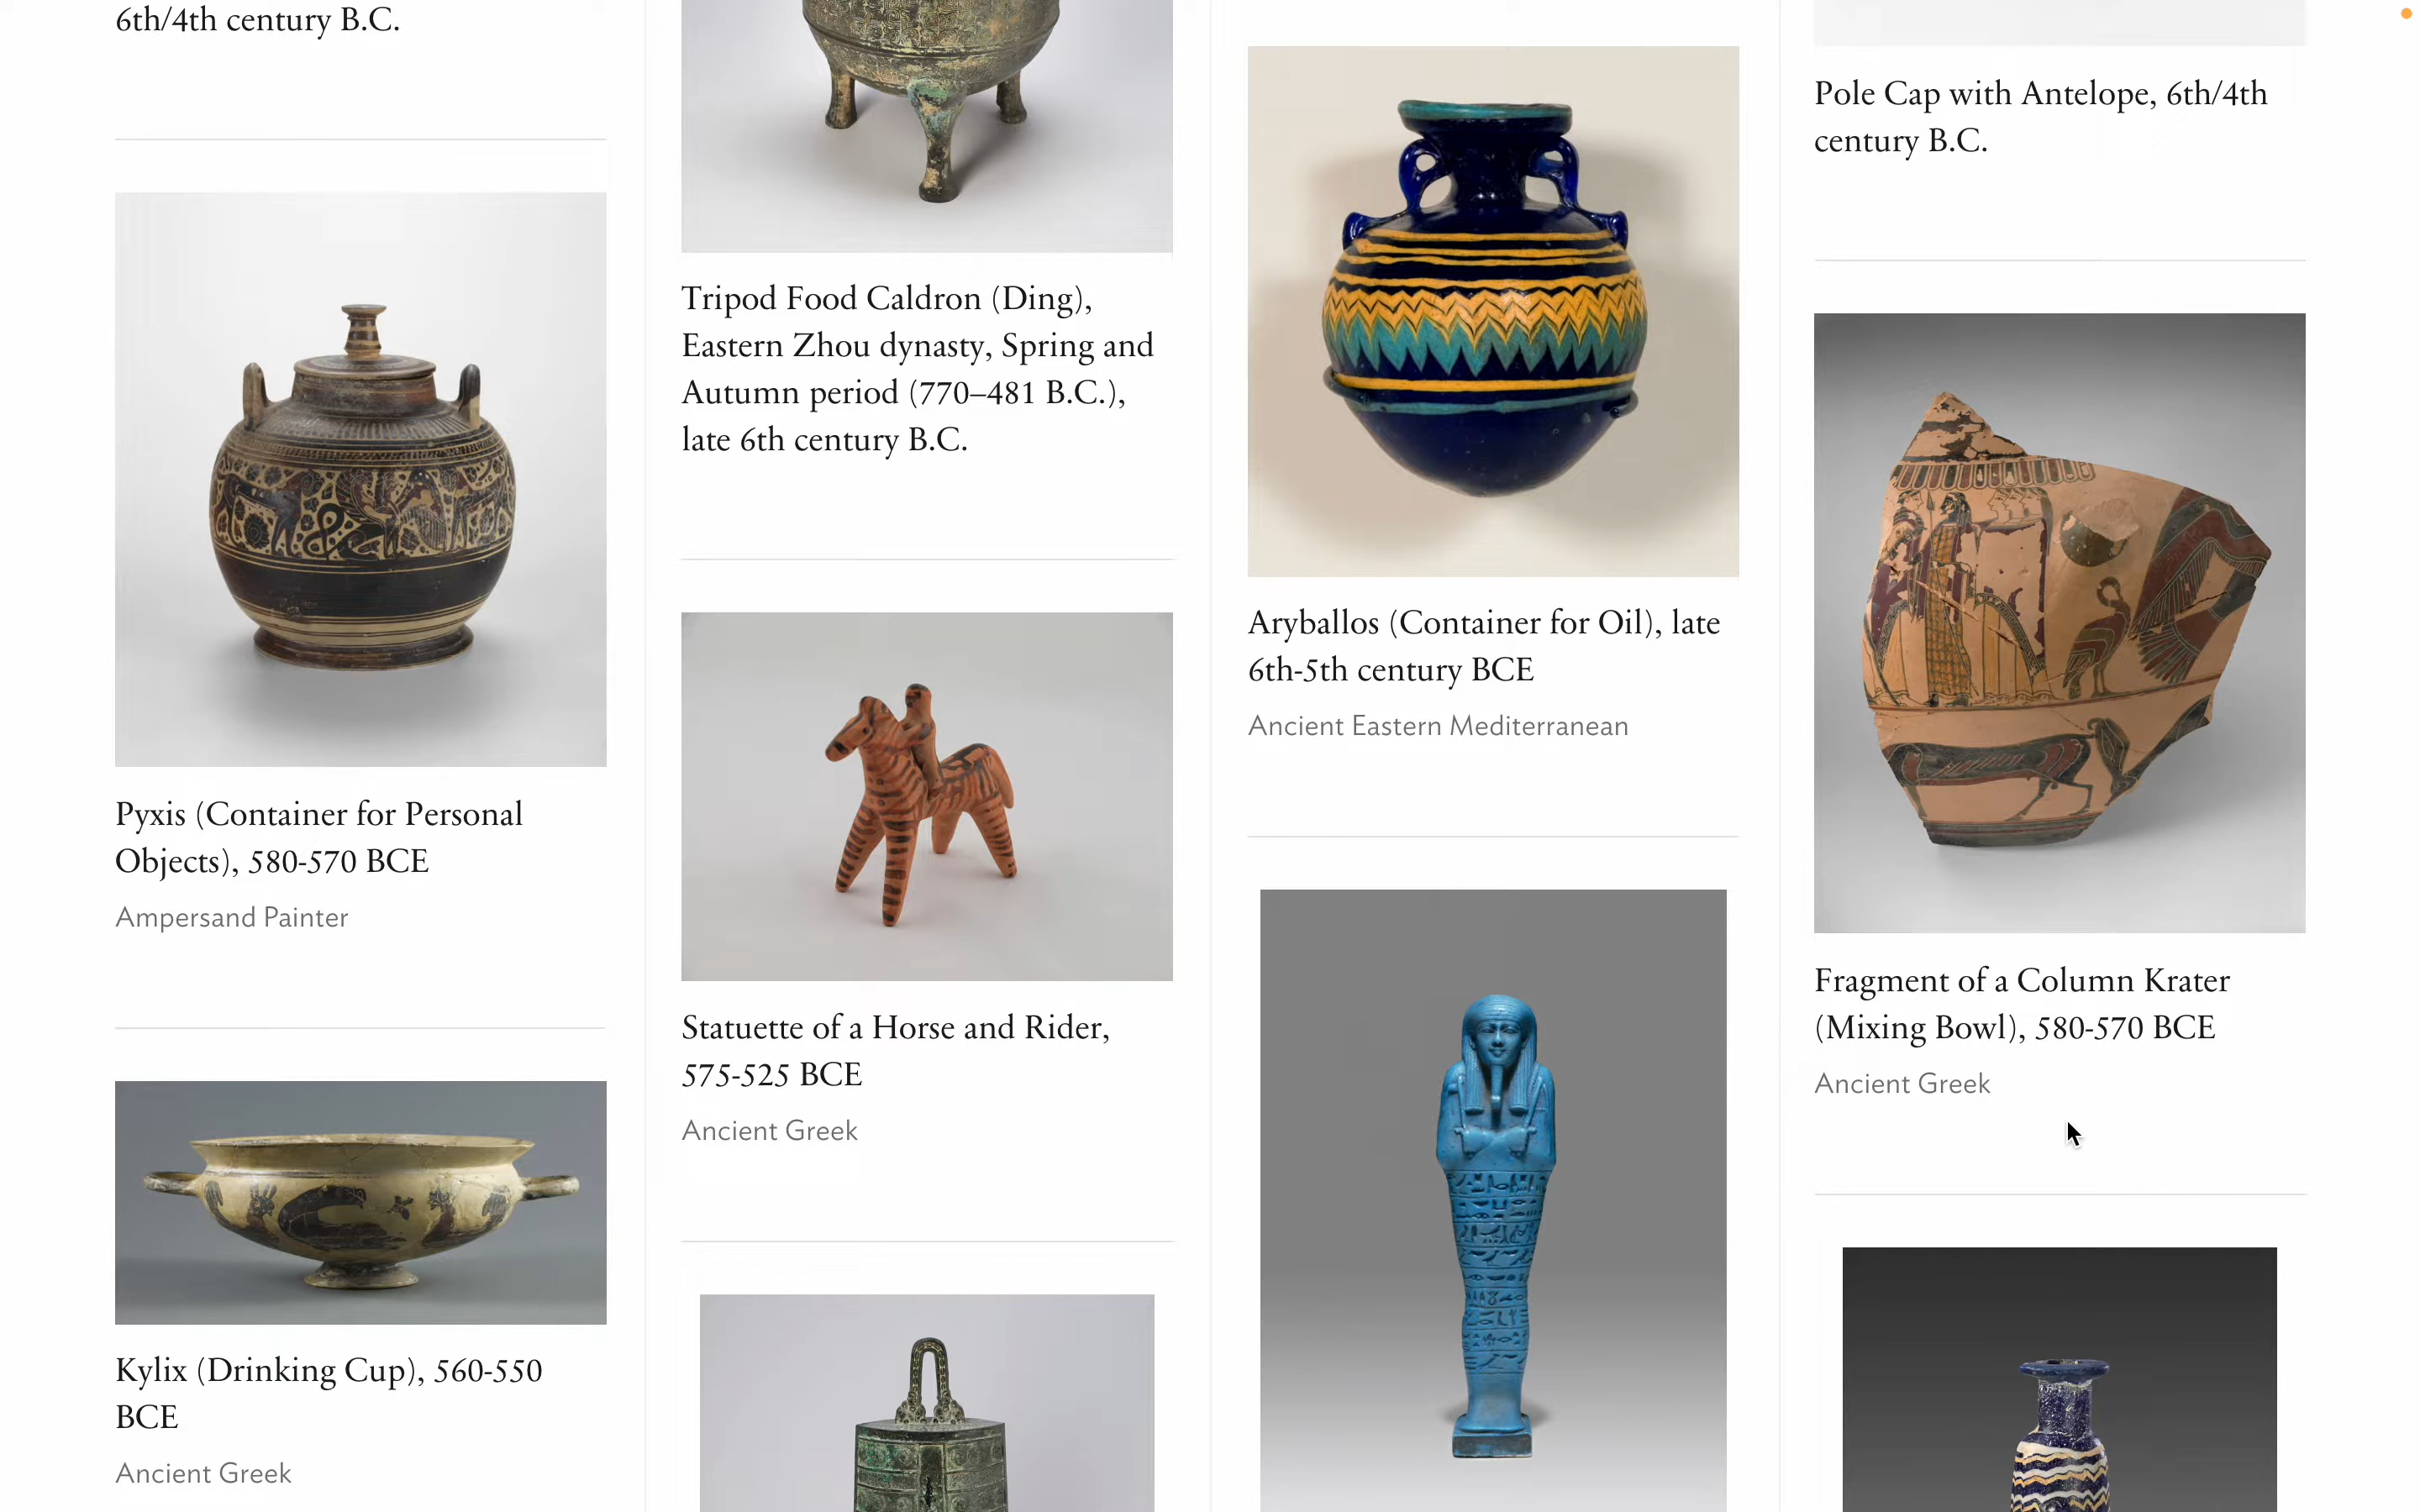 6th/4th century B.C.
Pyxis (Container for Personal
Objects), 580-570 BCE
Ampersand Painter
Kylix (Drinking Cup), 560-550
BCE
Ancient Greek
Tripod Food Caldron (Ding),
Eastern Zhou dynasty, Spring and
Autumn period (770–481 B.C.),
late 6th century B.C.
Statuette of a Horse and Rider,
575-525 BCE
Ancient Greek
Aryballos (Container for Oil), late
6th-5th century BCE
Ancient Eastern Mediterranean
Pole Cap with Antelope, 6th/4th
century B.C.
Fragment of a Column Krater
(Mixing Bowl), 580-570 BCE
Ancient Greek